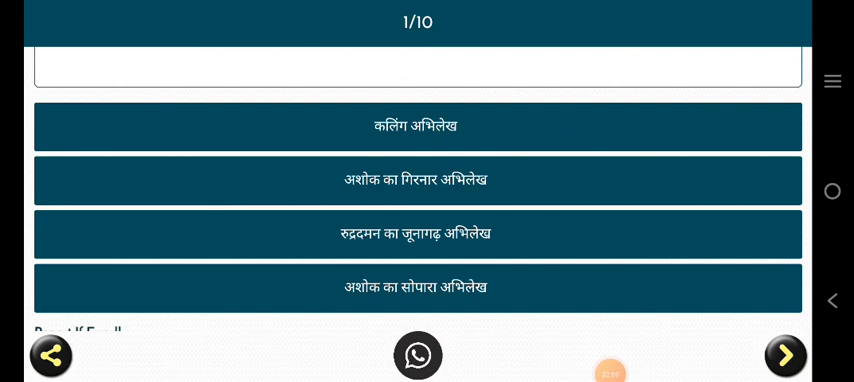 1/10
कलिंग अभिलेख
अशोक का गिरनार अभिलेख
रुद्रदमन का जूनागढ़ अभिलेख
अशोक का सोपारा अभिलेख